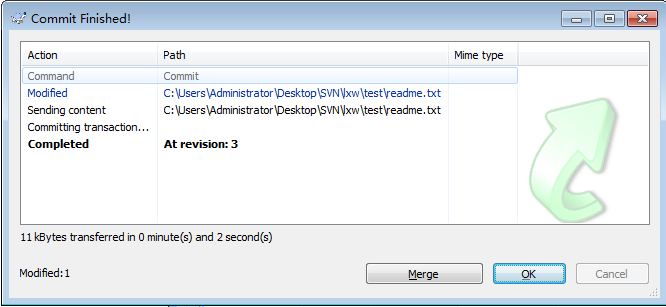 Commit Finished!
Action Path Mime type
Command Commit
Modified C:\Users\Administrator\Desktop\SVN\lxw\test\readme.txt
Sending content C:\Users\Administrator\Desktop\SVN\lxw\test\readme.txt
Committing transaction...
Completed At revision: 3
11 kBytes transferred in 0 minute(s) and 2 second(s)
Modified:1
Merge OK Cancel